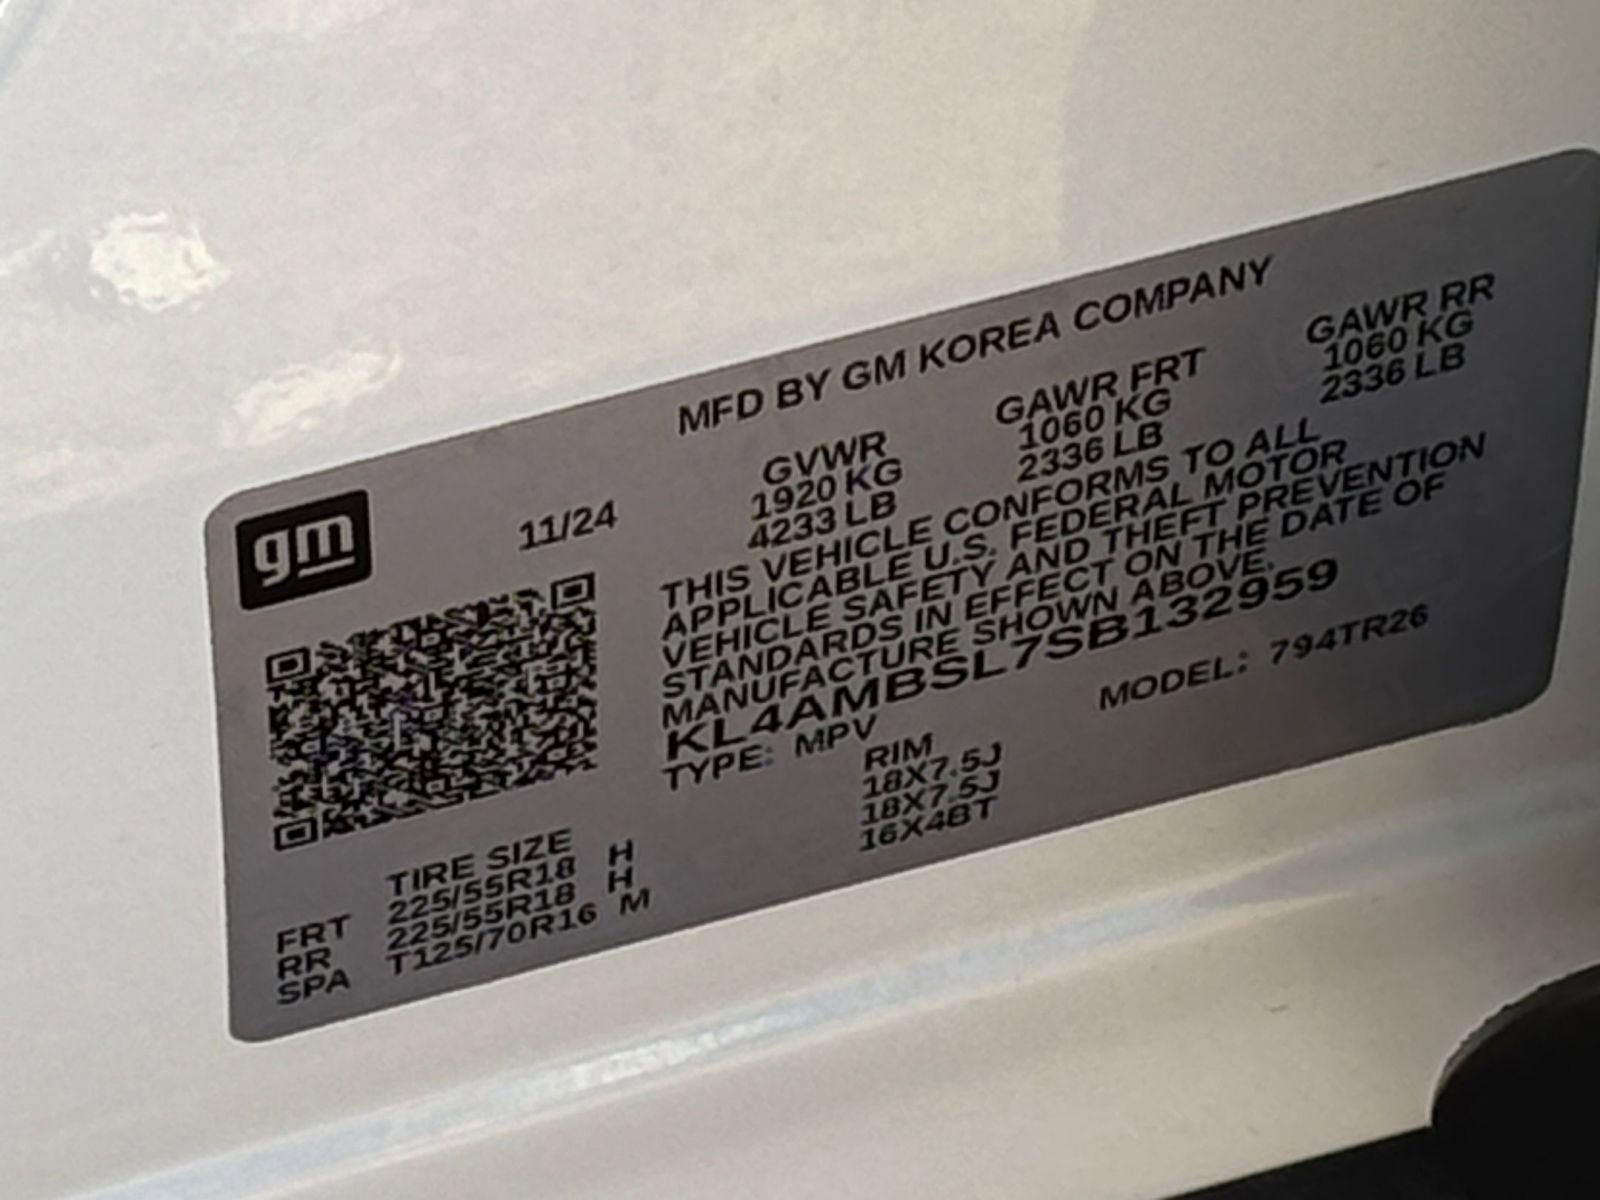 MFD BY GM KOREA COMPANY
gm
11/24
GVWR GAWR FRT GAWR RR
1920 KG 1060 KG 1060 KG
4233 LB 2336 LB 2336 LB
THIS VEHICLE CONFORMS TO ALL
APPLICABLE U.S. FEDERAL MOTOR
VEHICLE SAFETY AND THEFT PREVENTION
STANDARDS IN EFFECT ON THE DATE OF
MANUFACTURE SHOWN ABOVE.
KL4AMBSL7SB132959
TYPE: MPV MODEL: 794TR26
TIRE SIZE RIM
FRT 225/55R18 H 18X7.5J
RR 225/55R18 H 18X7.5J
SPA T125/70R16 M 16X4BT